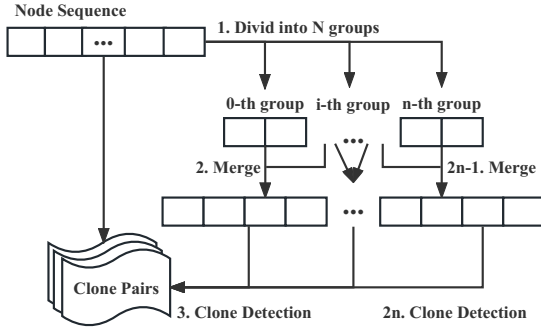 Node Sequence
...
1. Divid into N groups
0-th group
i-th group
n-th group
...
2. Merge
2n-1. Merge
...
Clone Pairs
3. Clone Detection
2n. Clone Detection